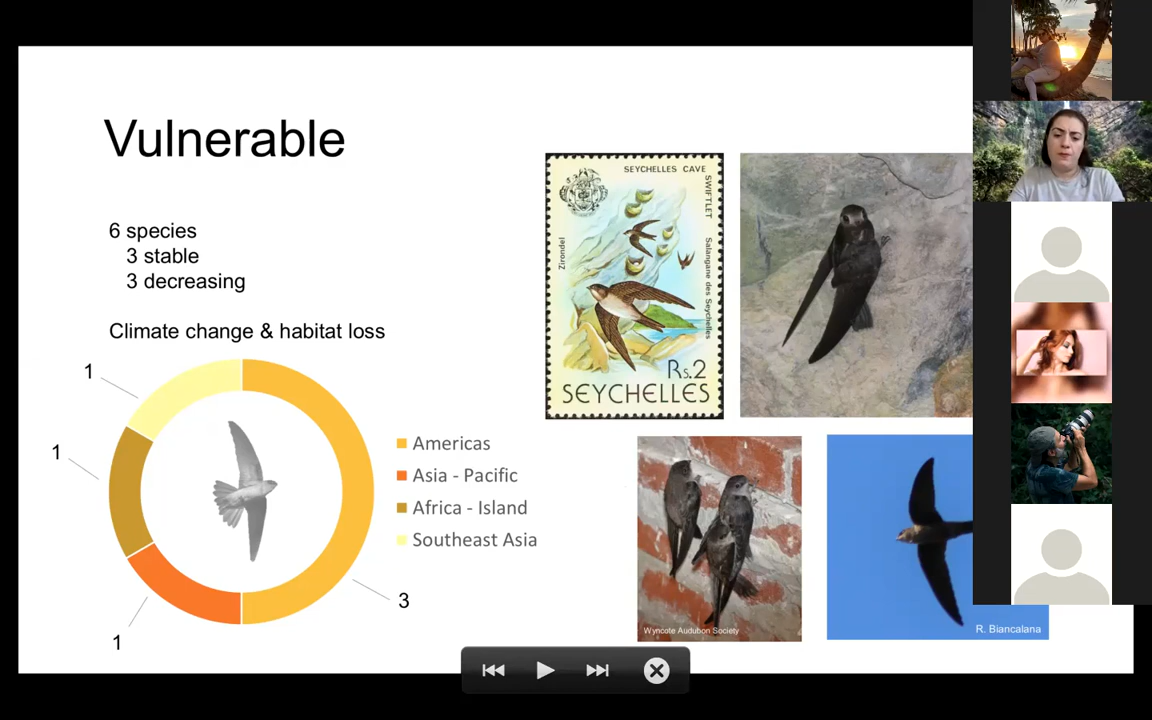 Vulnerable
6 species
3 stable
3 decreasing
Climate change & habitat loss
1
1
1
3
Americas
Asia - Pacific
Africa - Island
Southeast Asia
SEYCHELLES CAVE
SWIFTLET
Salangane des Seychelles
Zirondel
Rs.2
SEYCHELLES
Wyncote Audubon Society
R. Biancalana